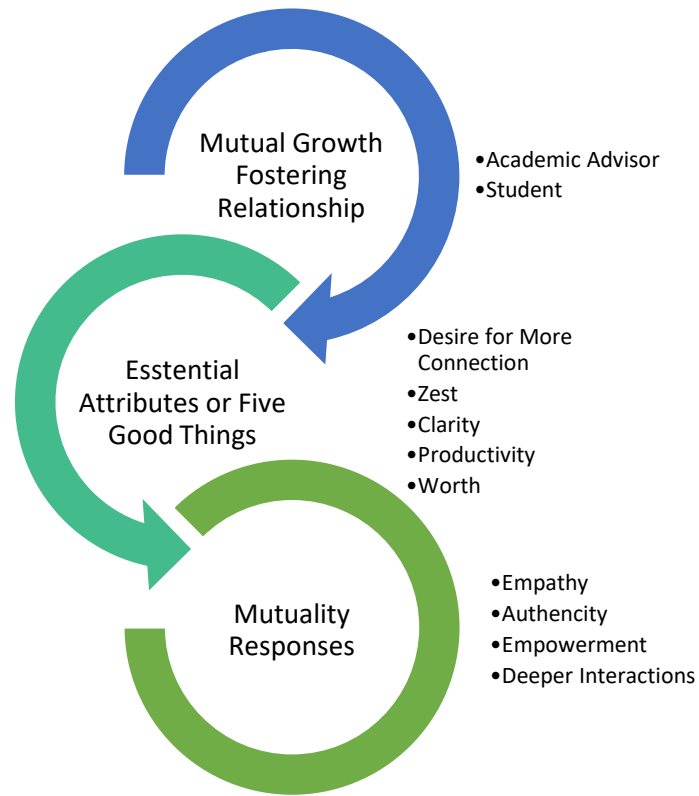 Mutual Growth
Fostering
Relationship
•Academic Advisor
•Student
Esstential
Attributes or Five
Good Things
•Desire for More
Connection
•Zest
•Clarity
•Productivity
•Worth
Mutuality
Responses
•Empathy
•Authencity
•Empowerment
•Deeper Interactions